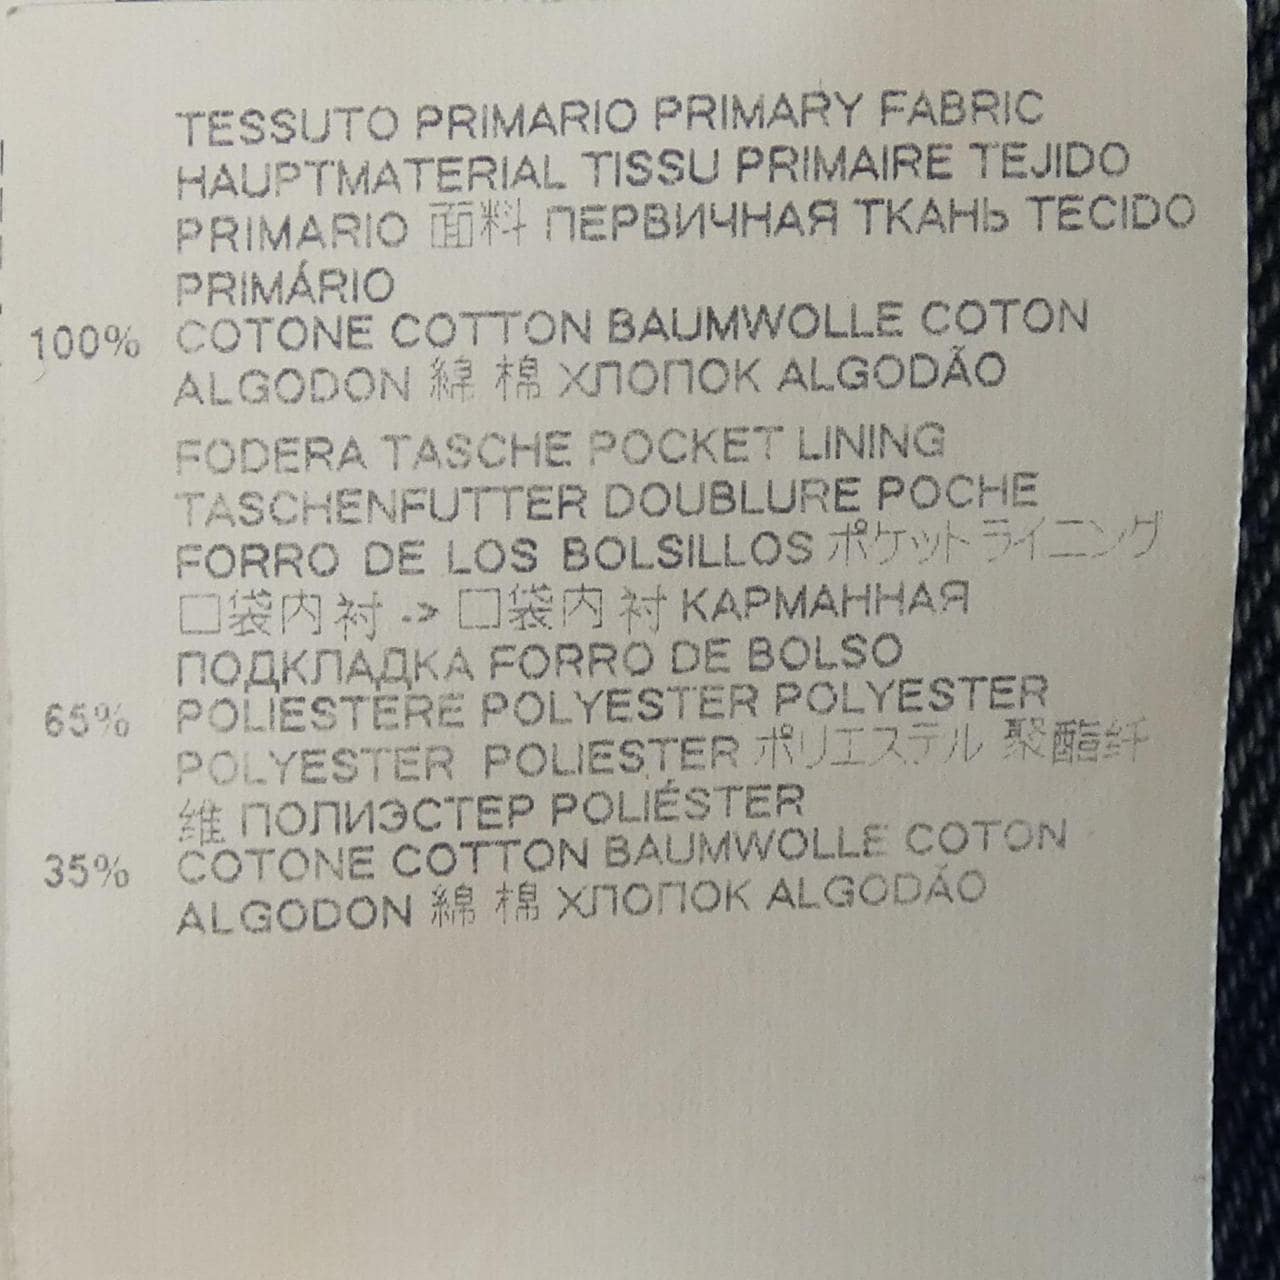 TESSUTO PRIMARIO PRIMARY FABRIC
HAUPTMATERIAL TISSU PRIMAIRE TEJIDO
PRIMARIO 面料 ПЕРВИЧНАЯ ТКАНЬ TECIDO
PRIMÁRIO
100% COTONE COTTON BAUMWOLLE COTON
ALGODON 綿 棉 ХЛОПОК ALGODÃO
FODERA TASCHE POCKET LINING
TASCHENFUTTER DOUBLURE POCHE
FORRO DE LOS BOLSILLOS ポケットライニング
口袋内衬 -> 口袋内衬 КАРМАННАЯ
ПОДКЛАДКА FORRO DE BOLSO
65% POLIESTERE POLYESTER POLYESTER
POLYESTER POLIESTER ポリエステル 聚酯纤
维 ПОЛИЭСТЕР POLIÉSTER
35% COTONE COTTON BAUMWOLLE COTON
ALGODON 綿 棉 ХЛОПОК ALGODÃO